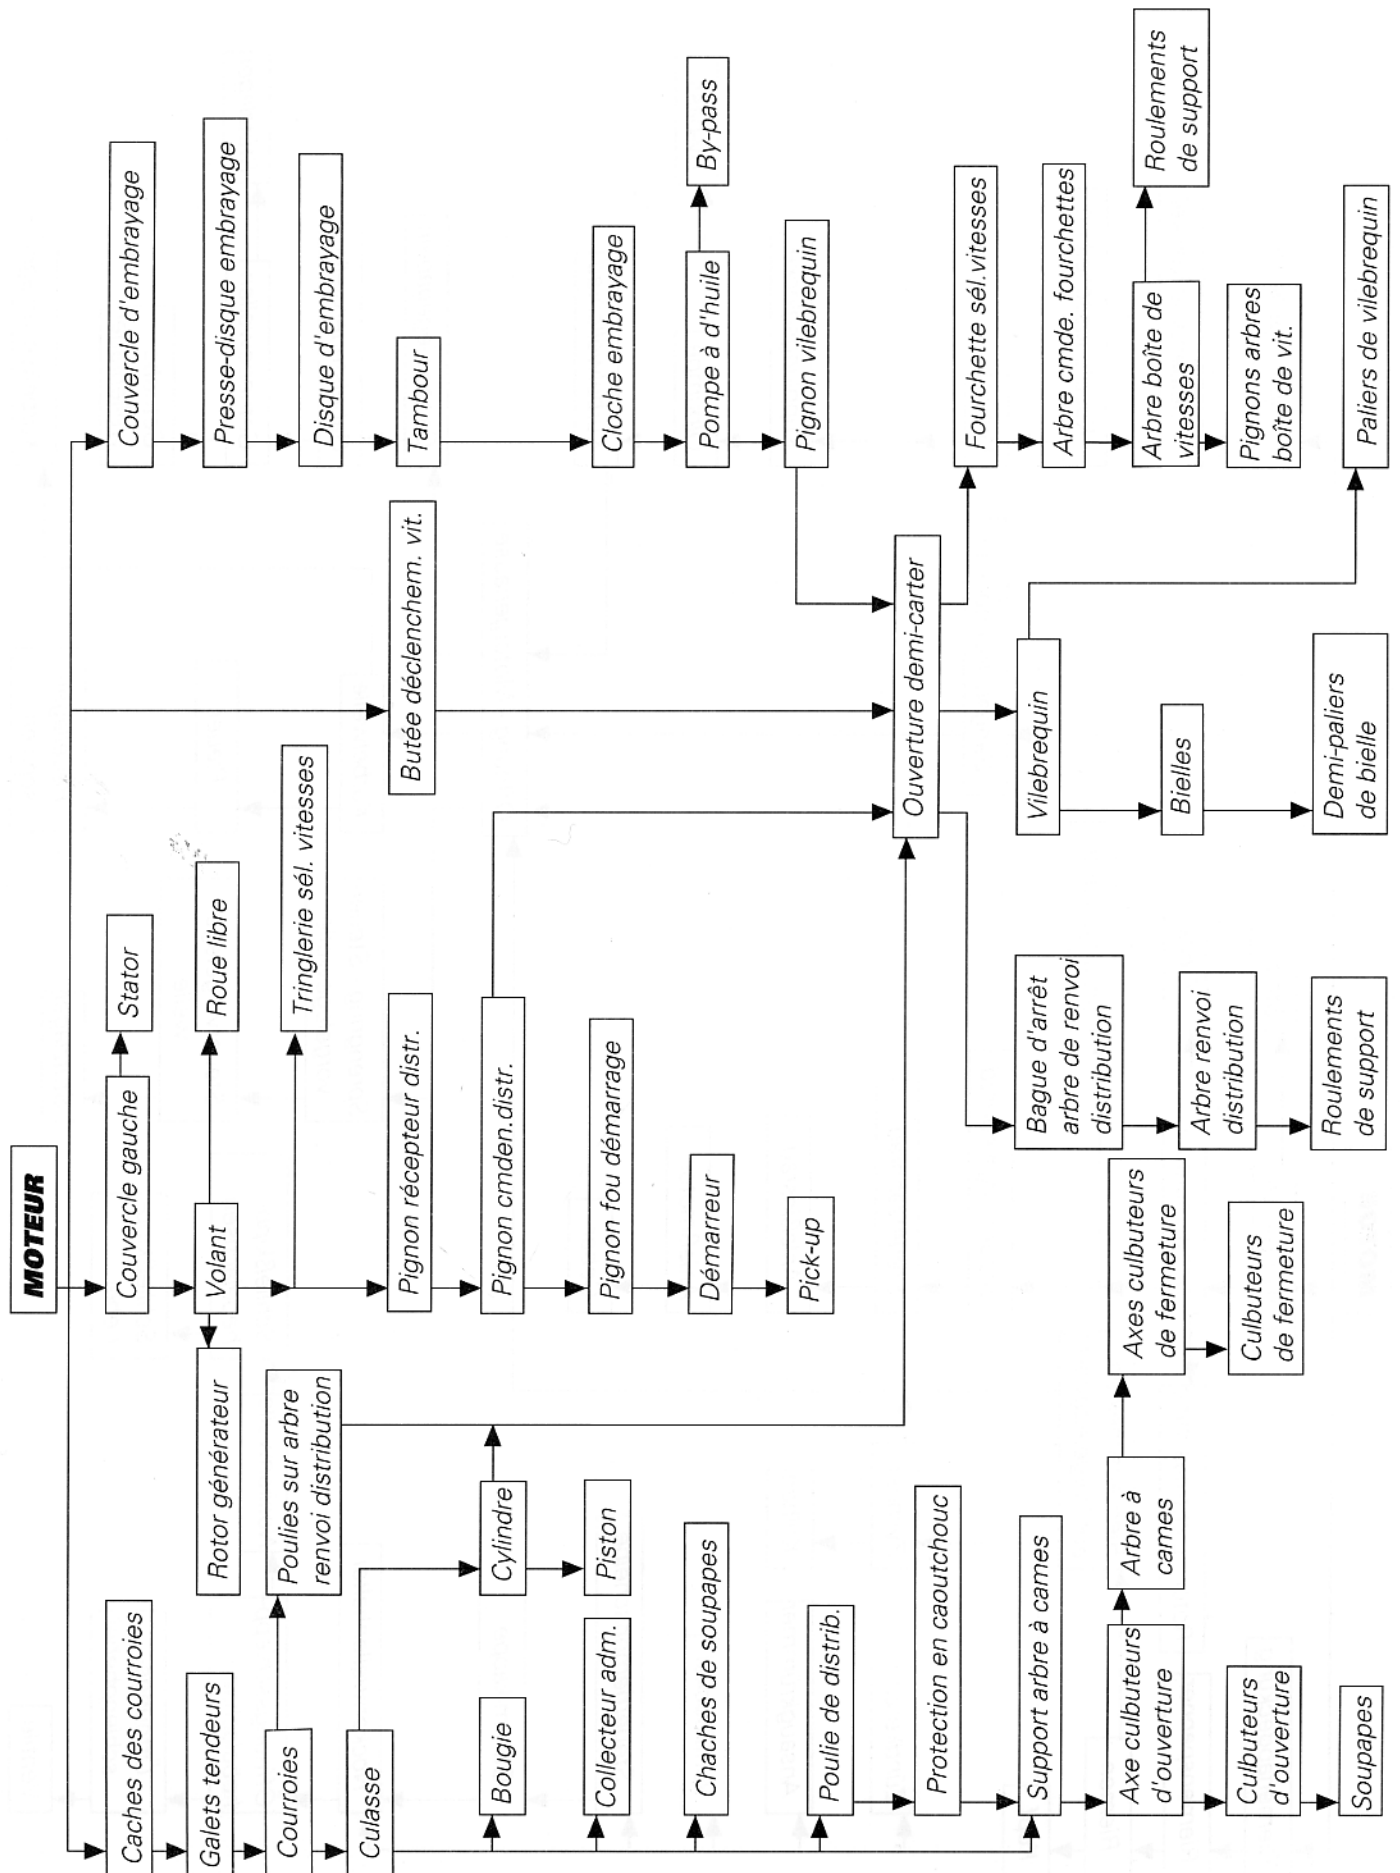 MOTEUR
Caches des courroies
Galets tendeurs
Courroies
Culasse
Poulies sur arbre
renvoi distribution
Cylindre
Piston
Bougie
Collecteur adm.
Chaches de soupapes
Poulie de distrib.
Protection en caoutchouc
Support arbre à cames
Axe culbuteurs
d'ouverture
Culbuteurs
d'ouverture
Soupapes
Arbre à
cames
Axes culbuteurs
de fermeture
Culbuteurs
de fermeture
Couvercle gauche
Stator
Volant
Rotor générateur
Roue libre
Tringlerie sél. vitesses
Pignon récepteur distr.
Pignon cmden.distr.
Pignon fou démarrage
Démarreur
Pick-up
Butée déclenchem. vit.
Couvercle d'embrayage
Presse-disque embrayage
Disque d'embrayage
Tambour
Cloche embrayage
Pompe à d'huile
By-pass
Pignon vilebrequin
Ouverture demi-carter
Bague d'arrêt
arbre de renvoi
distribution
Arbre renvoi
distribution
Roulements
de support
Vilebrequin
Bielles
Demi-paliers
de bielle
Paliers de vilebrequin
Fourchette sél.vitesses
Arbre cmde. fourchettes
Arbre boîte de
vitesses
Roulements
de support
Pignons arbres
boîte de vit.